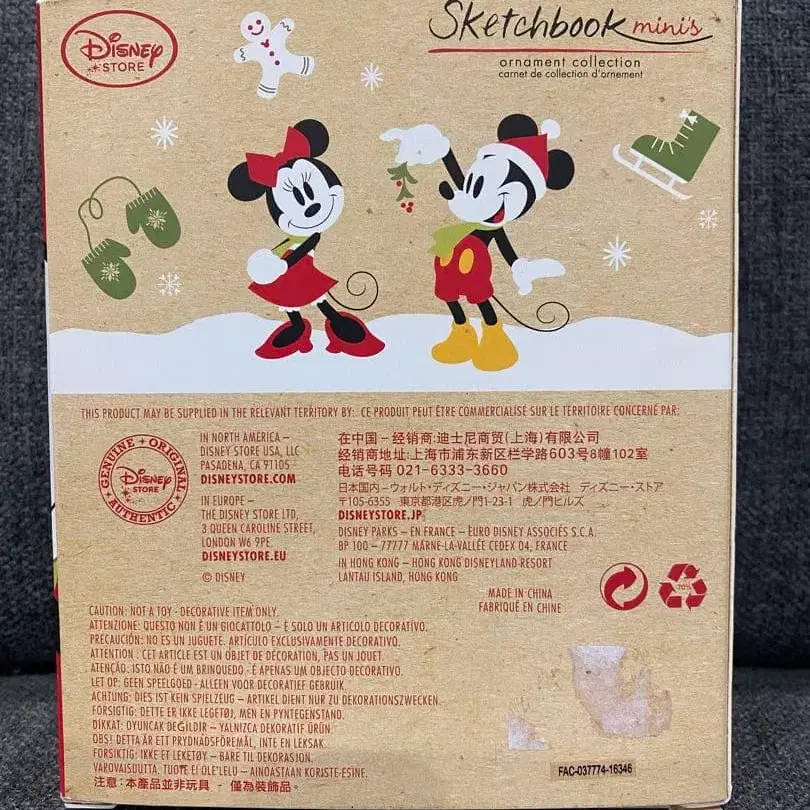 Disney
STORE
Sketchbook mini's
ornament collection
carnet de collection d'ornement
THIS PRODUCT MAY BE SUPPLIED IN THE RELEVANT TERRITORY BY: CE PRODUIT PEUT ÊTRE COMMERCIALISÉ SUR LE TERRITOIRE CONCERNÉ PAR:
GENUINE • ORIGINAL
AUTHENTIC
Disney
STORE
IN NORTH AMERICA –
DISNEY STORE USA, LLC
PASADENA, CA 91105
DISNEYSTORE.COM
IN EUROPE –
THE DISNEY STORE LTD,
3 QUEEN CAROLINE STREET,
LONDON W6 9PE
DISNEYSTORE.EU
© DISNEY
在中国 - 经销商:迪士尼商贸(上海)有限公司
经销商地址:上海市浦东新区栏学路603号8幢102室
电话号码 021-6333-3660
日本国内 – ウォルト・ディズニー・ジャパン株式会社 ディズニー・ストア
〒105-6355 東京都港区虎ノ門1-23-1 虎ノ門ヒルズ
DISNEYSTORE.JP
DISNEY PARKS – EN FRANCE – EURO DISNEY ASSOCIÉS S.C.A.
BP 100 – 77777 MARNE-LA-VALLÉE CEDEX 04, FRANCE
IN HONG KONG – HONG KONG DISNEYLAND RESORT
LANTAU ISLAND, HONG KONG
MADE IN CHINA
FABRIQUÉ EN CHINE
70%
CAUTION: NOT A TOY - DECORATIVE ITEM ONLY.
ATTENZIONE: QUESTO NON È UN GIOCATTOLO – È SOLO UN ARTICOLO DECORATIVO.
PRECAUCIÓN: NO ES UN JUGUETE. ARTÍCULO EXCLUSIVAMENTE DECORATIVO.
ATTENTION : CET ARTICLE EST UN OBJET DE DÉCORATION, PAS UN JOUET.
ATENÇÃO: ISTO NÃO É UM BRINQUEDO - É APENAS UM OBJECTO DECORATIVO.
LET OP: GEEN SPEELGOED - ALLEEN VOOR DECORATIEF GEBRUIK.
ACHTUNG: DIES IST KEIN SPIELZEUG – ARTIKEL DIENT NUR ZU DEKORATIONSZWECKEN.
FORSIGTIG: DETTE ER IKKE LEGETØJ, MEN EN PYNTEGENSTAND.
DIKKAT: OYUNCAK DEĞİLDİR – YALNIZCA DEKORATİF ÜRÜN.
OBS! DETTA ÄR ETT PRYDNADSFÖREMÅL, INTE EN LEKSAK.
FORSIKTIG: IKKE ET LEKETØY – BARE TIL DEKORASJON.
VAROVAISUUTTA, TUOTE EI OLE LELU – AINOASTAAN KORISTE-ESINE.
注意:本產品並非玩具 - 僅為裝飾品。
FAC-037774-16346